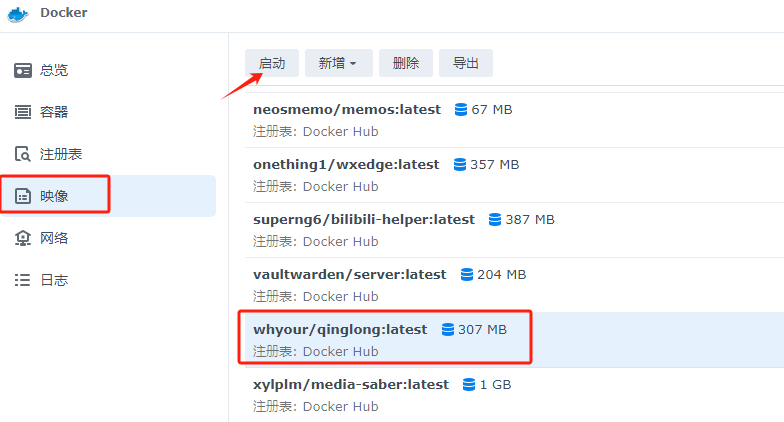 Docker
总览
容器
注册表
映像
网络
日志
启动 新增 删除 导出
neosmemo/memos:latest 67 MB
注册表: Docker Hub
onething1/wxedge:latest 357 MB
注册表: Docker Hub
superng6/bilibili-helper:latest 387 MB
注册表: Docker Hub
vaultwarden/server:latest 204 MB
注册表: Docker Hub
whyour/qinglong:latest 307 MB
注册表: Docker Hub
xylplm/media-saber:latest 1 GB
注册表: Docker Hub